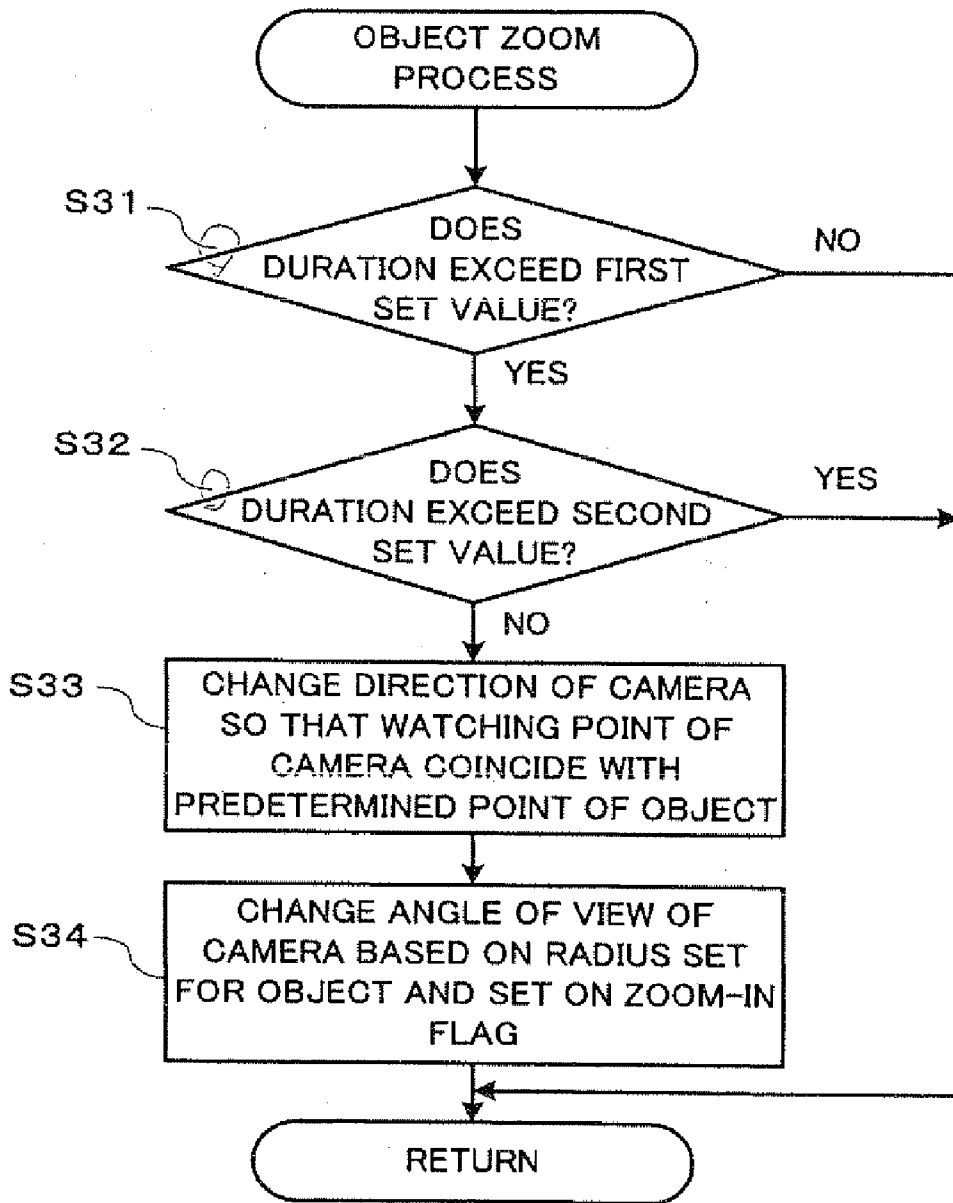 OBJECT ZOOM
PROCESS
S31
DOES
DURATION EXCEED FIRST
SET VALUE?
NO
YES
S32
DOES
DURATION EXCEED SECOND
SET VALUE?
YES
NO
S33
CHANGE DIRECTION OF CAMERA
SO THAT WATCHING POINT OF
CAMERA COINCIDE WITH
PREDETERMINED POINT OF OBJECT
S34
CHANGE ANGLE OF VIEW OF
CAMERA BASED ON RADIUS SET
FOR OBJECT AND SET ON ZOOM-IN
FLAG
RETURN